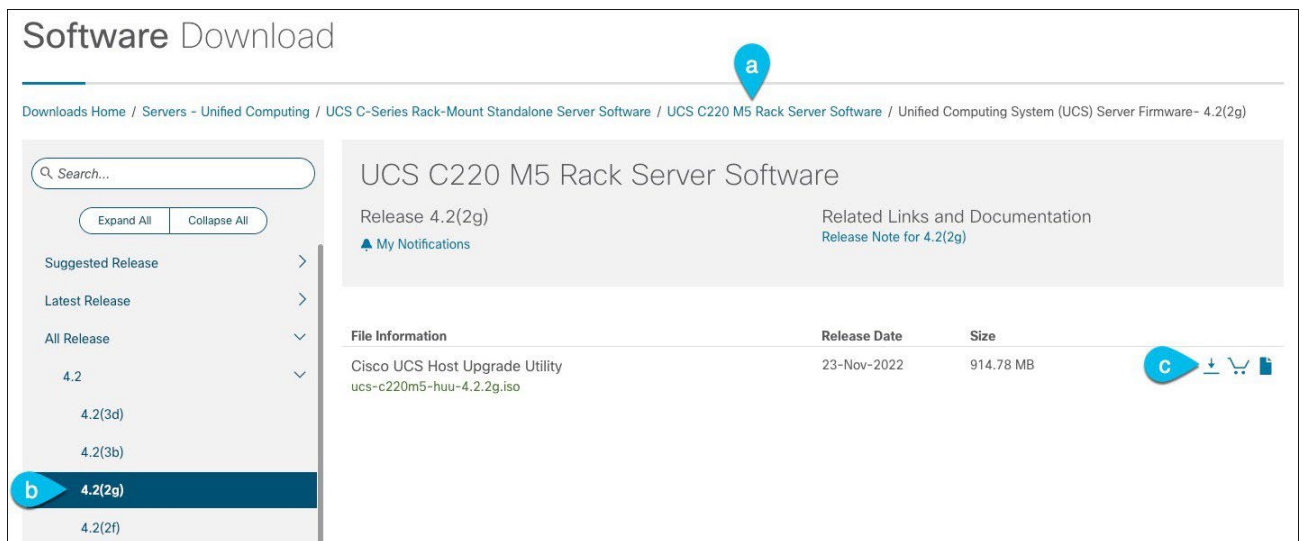 Software Download
a
Downloads Home / Servers - Unified Computing / UCS C-Series Rack-Mount Standalone Server Software / UCS C220 M5 Rack Server Software / Unified Computing System (UCS) Server Firmware- 4.2(2g)
Search...
Expand All Collapse All
Suggested Release
Latest Release
All Release
4.2
4.2(3d)
4.2(3b)
b 4.2(2g)
4.2(2f)
UCS C220 M5 Rack Server Software
Release 4.2(2g)
My Notifications
Related Links and Documentation
Release Note for 4.2(2g)
File Information Release Date Size
Cisco UCS Host Upgrade Utility 23-Nov-2022 914.78 MB c
ucs-c220m5-huu-4.2.2g.iso